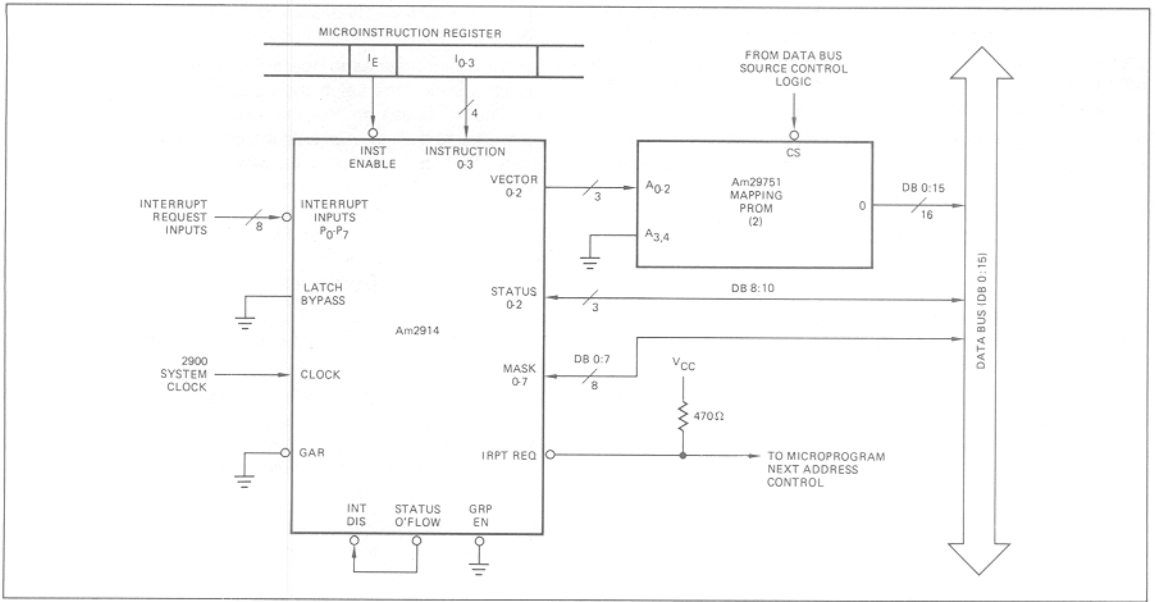 MICROINSTRUCTION REGISTER
I_E
I_0-3
4
FROM DATA BUS
SOURCE CONTROL
LOGIC
INST
ENABLE
INSTRUCTION
0-3
CS
VECTOR
0-2
3
A_0-2
Am29751
MAPPING
PROM
(2)
0
DB 0:15
16
A_3,4
INTERRUPT
REQUEST
INPUTS
8
INTERRUPT
INPUTS
P_0-P_7
LATCH
BYPASS
STATUS
0-2
3
DB 8:10
Am2914
2900
SYSTEM
CLOCK
CLOCK
MASK
0-7
DB 0:7
8
V_CC
470Ω
GAR
IRPT REQ
TO MICROPROGRAM
NEXT ADDRESS
CONTROL
INT
DIS
STATUS
O'FLOW
GRP
EN
DATA BUS (DB 0:15)